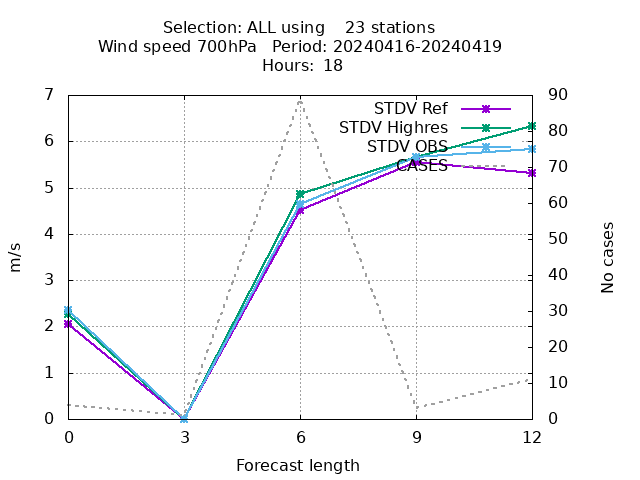 Selection: ALL using    23 stations
Wind speed 700hPa   Period: 20240416-20240419
Hours: 18
STDV Ref
STDV Highres
STDV OBS
CASES
7
6
5
4
3
2
1
0
90
80
70
60
50
40
30
20
10
0
m/s
No cases
0 3 6 9 12
Forecast length